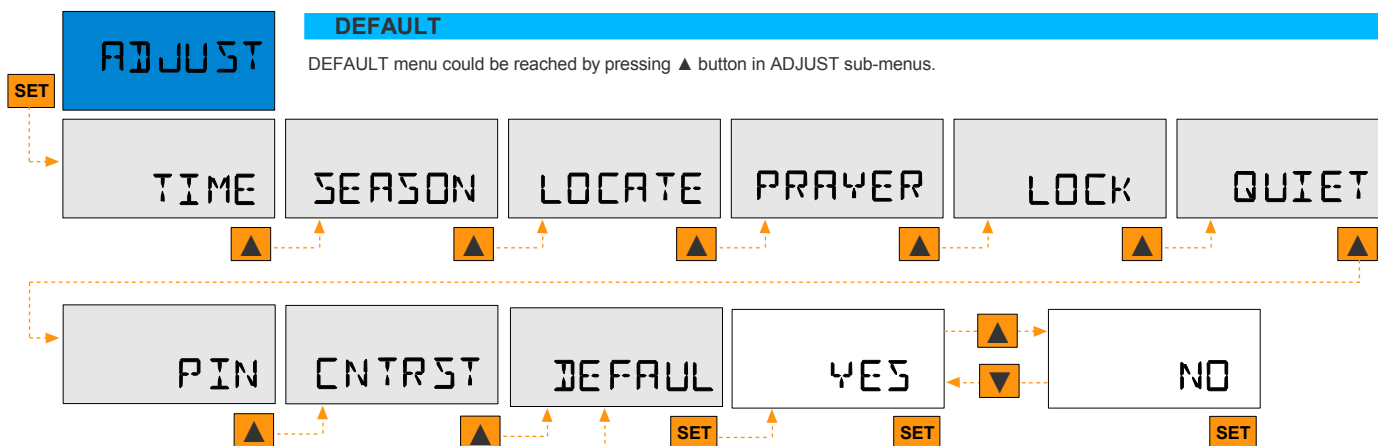 ADJUST
DEFAULT
DEFAULT menu could be reached by pressing ▲ button in ADJUST sub-menus.
SET
TIME SEASON LOCATE PRAYER LOCK QUIET
▲ ▲ ▲ ▲ ▲ ▲
PIN CNTRST DEFAUL YES ▲ ▼ NO
▲ ▲ SET SET SET